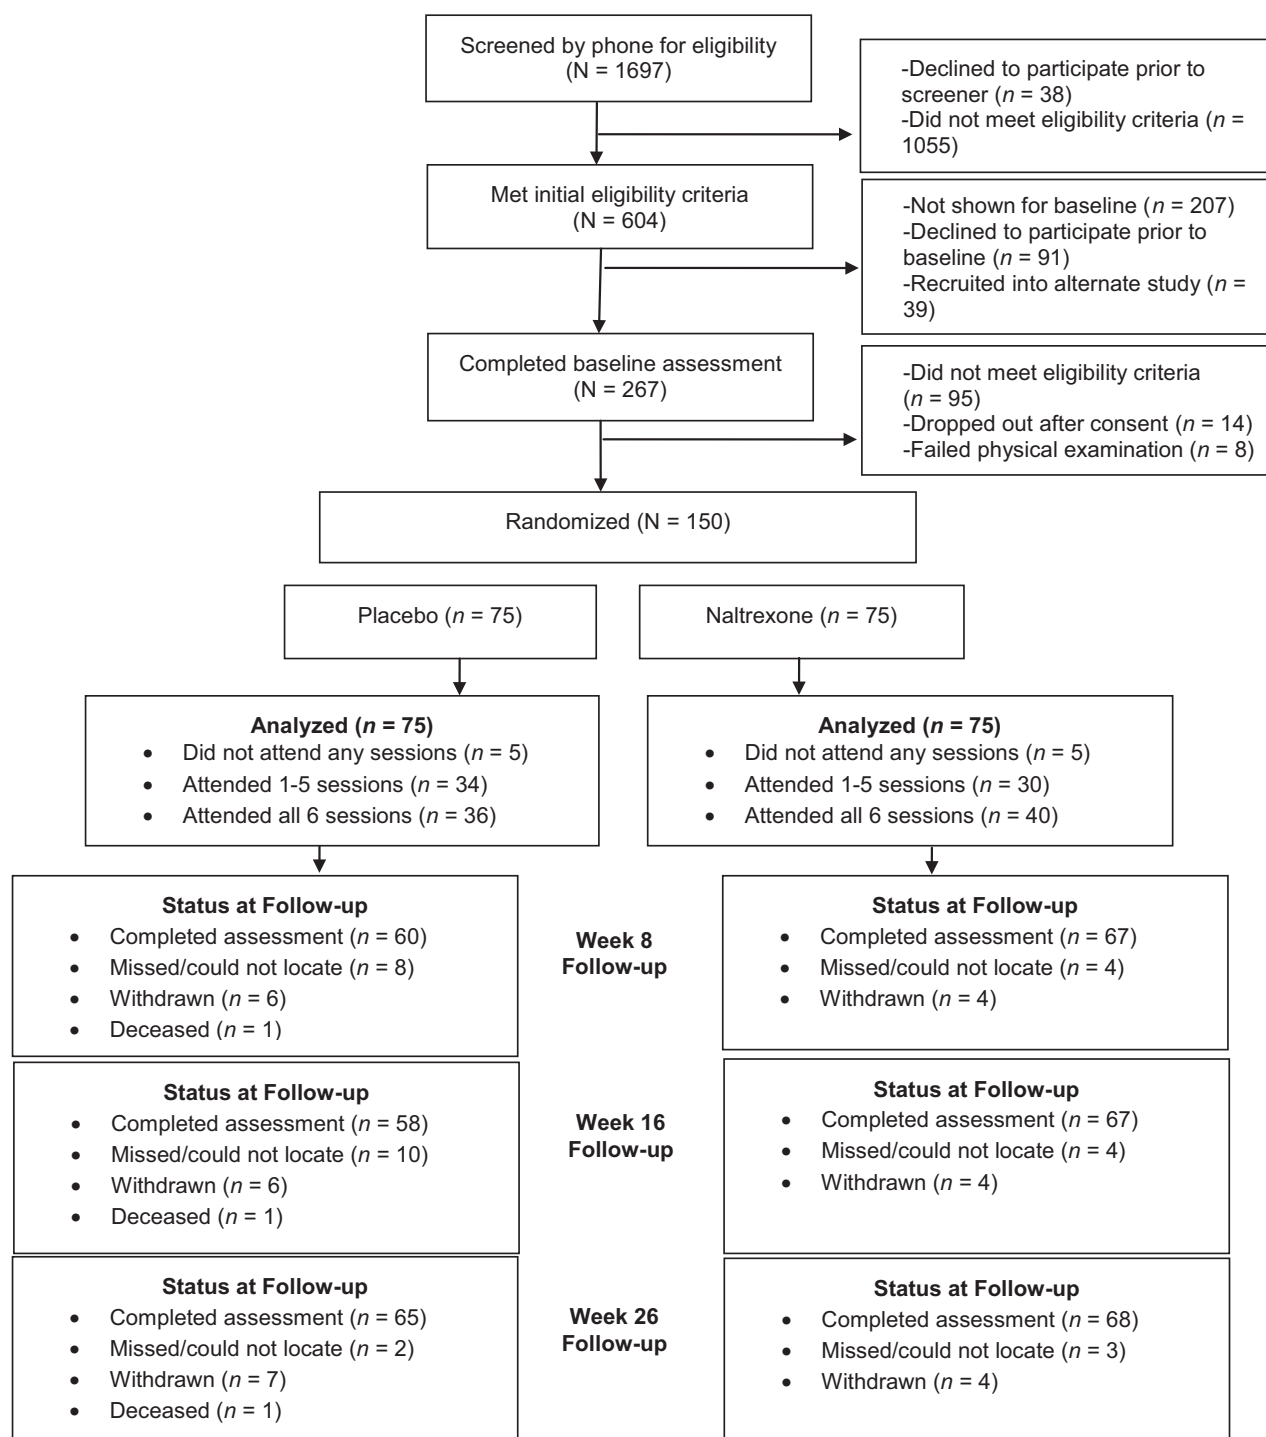 Screened by phone for eligibility
(N = 1697)
-Declined to participate prior to
screener (n = 38)
-Did not meet eligibility criteria (n =
1055)
Met initial eligibility criteria
(N = 604)
-Not shown for baseline (n = 207)
-Declined to participate prior to
baseline (n = 91)
-Recruited into alternate study (n =
39)
Completed baseline assessment
(N = 267)
-Did not meet eligibility criteria
(n = 95)
-Dropped out after consent (n = 14)
-Failed physical examination (n = 8)
Randomized (N = 150)
Placebo (n = 75)
Naltrexone (n = 75)
Analyzed (n = 75)
• Did not attend any sessions (n = 5)
• Attended 1-5 sessions (n = 34)
• Attended all 6 sessions (n = 36)
Analyzed (n = 75)
• Did not attend any sessions (n = 5)
• Attended 1-5 sessions (n = 30)
• Attended all 6 sessions (n = 40)
Status at Follow-up
• Completed assessment (n = 60)
• Missed/could not locate (n = 8)
• Withdrawn (n = 6)
• Deceased (n = 1)
Week 8
Follow-up
Status at Follow-up
• Completed assessment (n = 67)
• Missed/could not locate (n = 4)
• Withdrawn (n = 4)
Status at Follow-up
• Completed assessment (n = 58)
• Missed/could not locate (n = 10)
• Withdrawn (n = 6)
• Deceased (n = 1)
Week 16
Follow-up
Status at Follow-up
• Completed assessment (n = 67)
• Missed/could not locate (n = 4)
• Withdrawn (n = 4)
Status at Follow-up
• Completed assessment (n = 65)
• Missed/could not locate (n = 2)
• Withdrawn (n = 7)
• Deceased (n = 1)
Week 26
Follow-up
Status at Follow-up
• Completed assessment (n = 68)
• Missed/could not locate (n = 3)
• Withdrawn (n = 4)